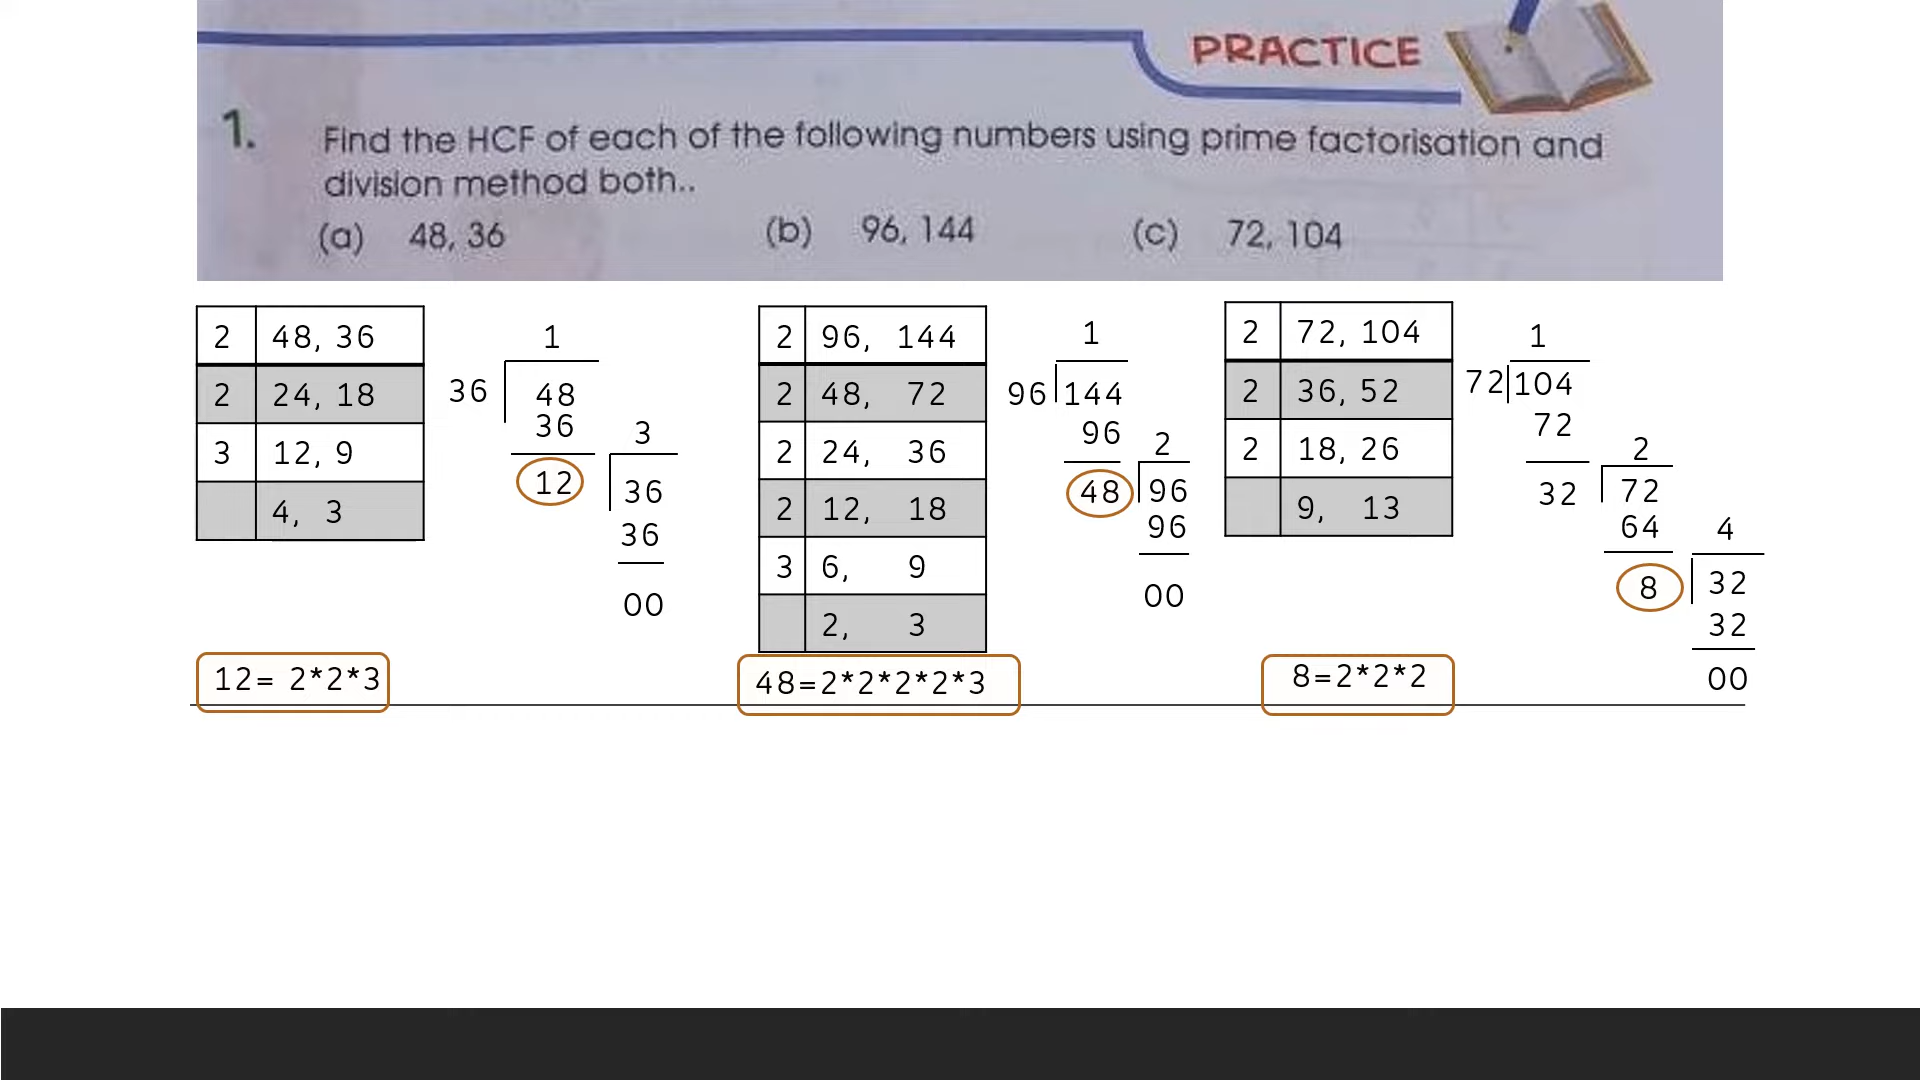 PRACTICE
1. Find the HCF of each of the following numbers using prime factorisation and
division method both..
(a) 48, 36 (b) 96, 144 (c) 72, 104
2 48, 36
2 24, 18
3 12, 9
4, 3
1
36 48
36
3
12 36
36
00
12= 2*2*3
2 96, 144
2 48, 72
2 24, 36
2 12, 18
3 6, 9
2, 3
1
96 144
96
2
48 96
96
00
48=2*2*2*2*3
2 72, 104
2 36, 52
2 18, 26
9, 13
1
72 104
72
2
32 72
64
4
8 32
32
00
8=2*2*2